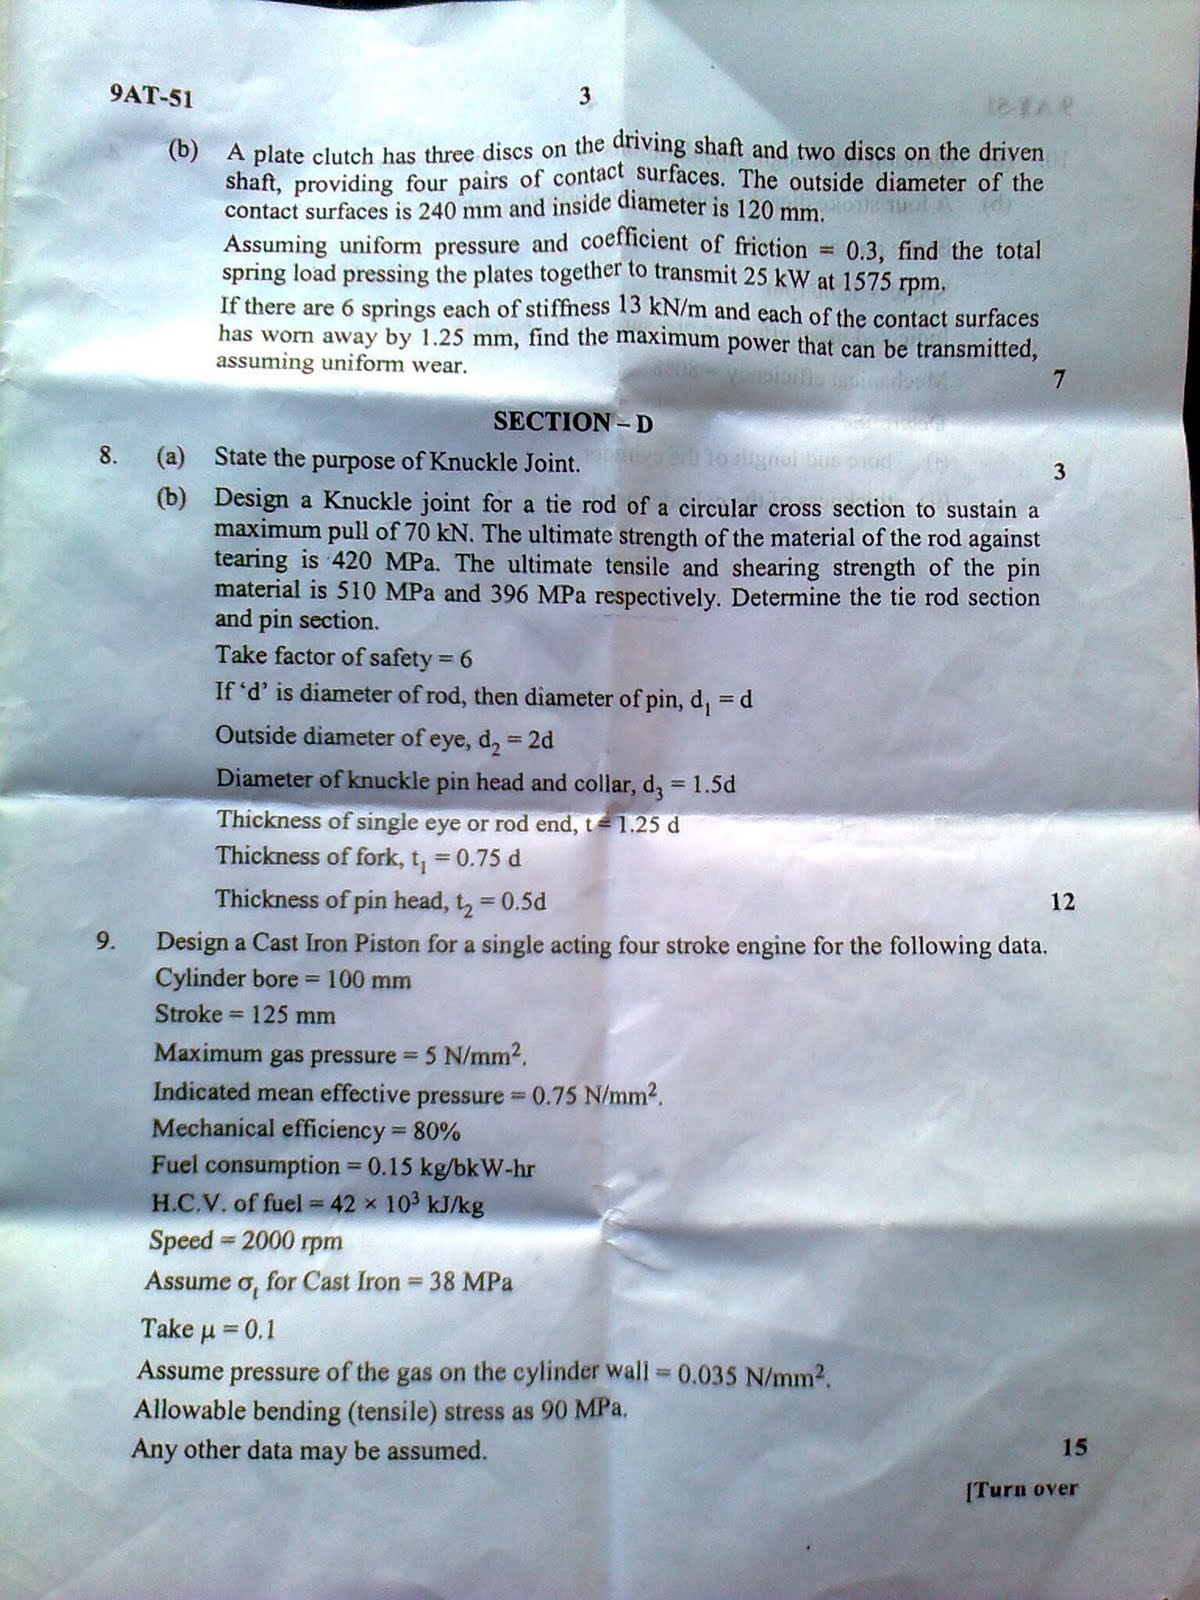 9AT-51
3
(b) A plate clutch has three discs on the driving shaft and two discs on the driven
shaft, providing four pairs of contact surfaces. The outside diameter of the
contact surfaces is 240 mm and inside diameter is 120 mm.
Assuming uniform pressure and coefficient of friction = 0.3, find the total
spring load pressing the plates together to transmit 25 kW at 1575 rpm.
If there are 6 springs each of stiffness 13 kN/m and each of the contact surfaces
has worn away by 1.25 mm, find the maximum power that can be transmitted,
assuming uniform wear.
7
SECTION – D
8. (a) State the purpose of Knuckle Joint.
3
(b) Design a Knuckle joint for a tie rod of a circular cross section to sustain a
maximum pull of 70 kN. The ultimate strength of the material of the rod against
tearing is 420 MPa. The ultimate tensile and shearing strength of the pin
material is 510 MPa and 396 MPa respectively. Determine the tie rod section
and pin section.
Take factor of safety = 6
If ‘d’ is diameter of rod, then diameter of pin, d₁ = d
Outside diameter of eye, d₂ = 2d
Diameter of knuckle pin head and collar, d₃ = 1.5d
Thickness of single eye or rod end, t = 1.25 d
Thickness of fork, t₁ = 0.75 d
Thickness of pin head, t₂ = 0.5d
12
9. Design a Cast Iron Piston for a single acting four stroke engine for the following data.
Cylinder bore = 100 mm
Stroke = 125 mm
Maximum gas pressure = 5 N/mm².
Indicated mean effective pressure = 0.75 N/mm².
Mechanical efficiency = 80%
Fuel consumption = 0.15 kg/bkW-hr
H.C.V. of fuel = 42 × 10³ kJ/kg
Speed = 2000 rpm
Assume σₜ for Cast Iron = 38 MPa
Take μ = 0.1
Assume pressure of the gas on the cylinder wall = 0.035 N/mm².
Allowable bending (tensile) stress as 90 MPa.
Any other data may be assumed.
15
[Turn over